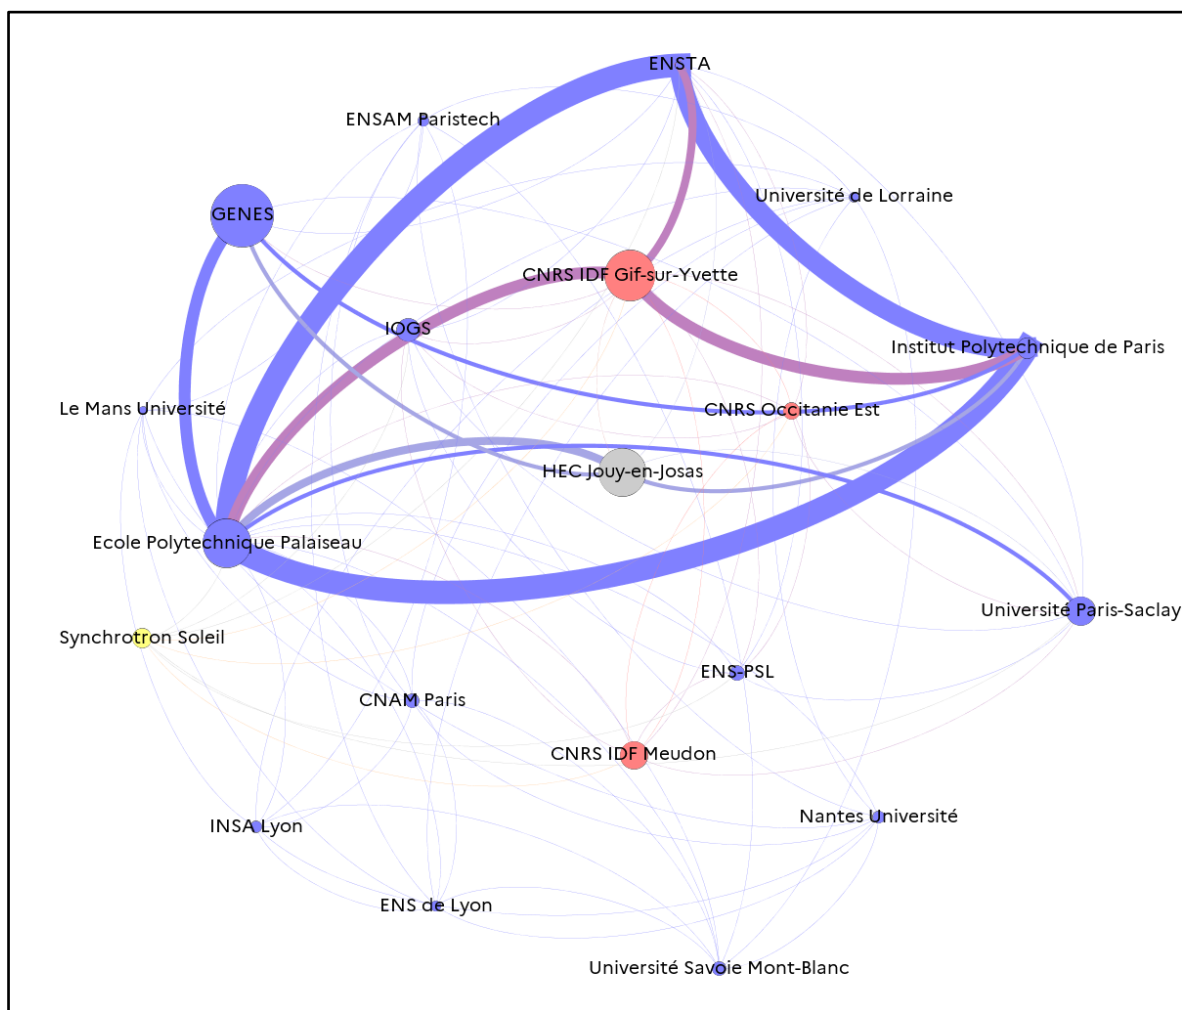 ENSTA
ENSAM Paristech
Université de Lorraine
GENES
CNRS IDF Gif-sur-Yvette
IOGS
Institut Polytechnique de Paris
Le Mans Université
CNRS Occitanie Est
HEC Jouy-en-Josas
Ecole Polytechnique Palaiseau
Université Paris-Saclay
Synchrotron Soleil
ENS-PSL
CNAM Paris
CNRS IDF Meudon
Nantes Université
INSA Lyon
ENS de Lyon
Université Savoie Mont-Blanc